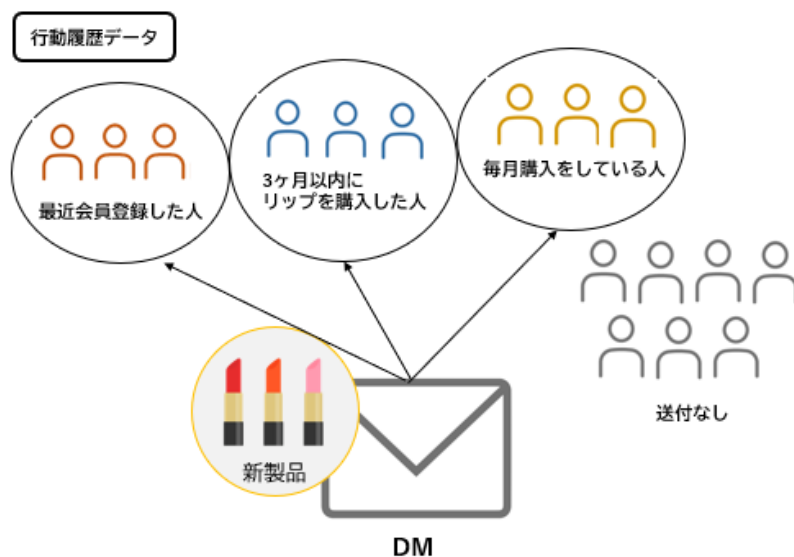 行動履歴データ
最近会員登録した人
3ヶ月以内に
リップを購入した人
毎月購入をしている人
送付なし
新製品
DM